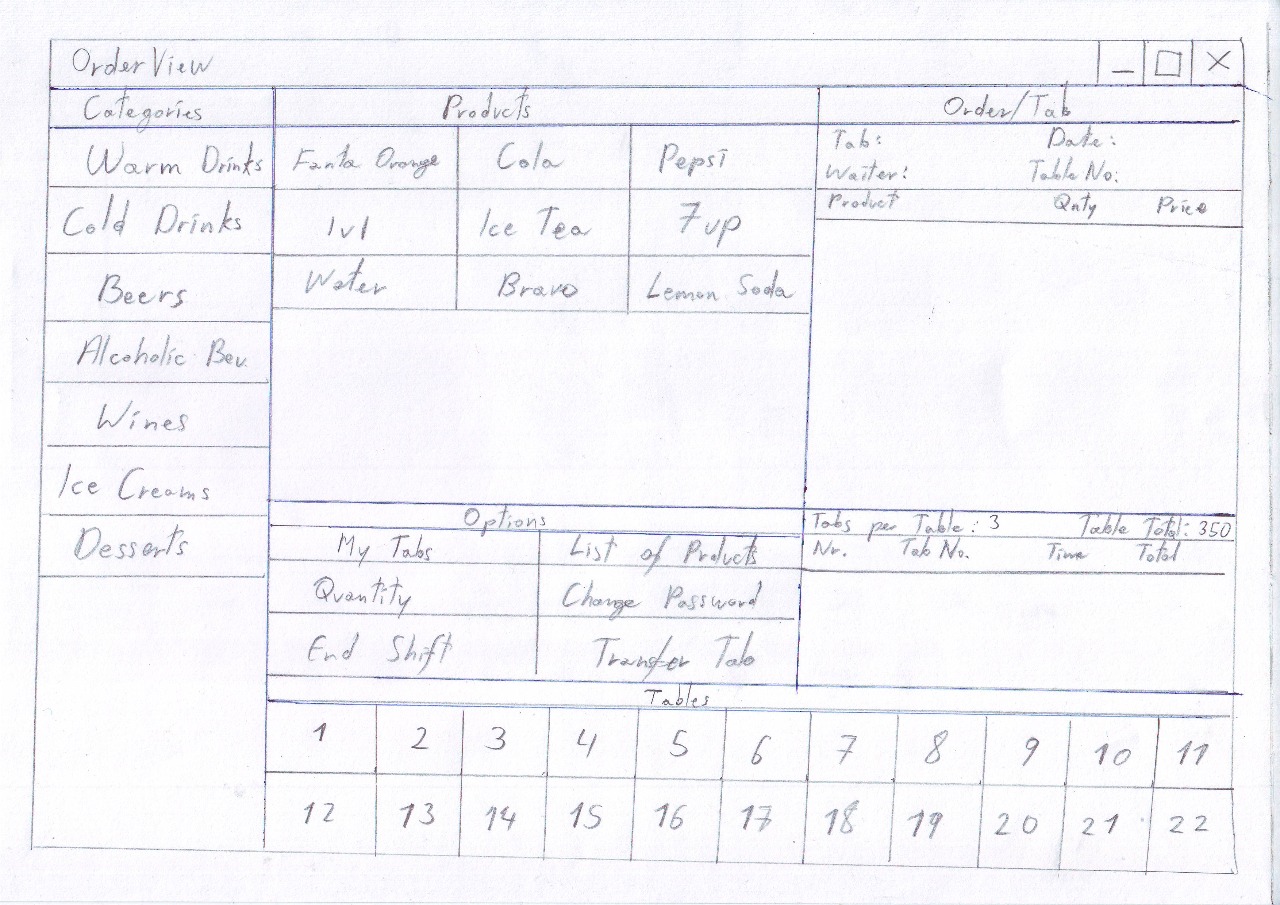 Order View
Categories
Products
Order/Tab
Warm Drinks
Cold Drinks
Beers
Alcoholic Bev.
Wines
Ice Creams
Desserts
Fanta Orange Cola Pepsi
1v1 Ice Tea 7up
Water Bravo Lemon Soda
Tab: Date:
Waiter: Table No:
Product Qnty Price
Options
My Tabs List of Products
Quantity Change Password
End Shift Transfer Tab
Tabs per Table: 3 Table Total: 350
Nr. Tab No. Time Total
Tables
1 2 3 4 5 6 7 8 9 10 11
12 13 14 15 16 17 18 19 20 21 22